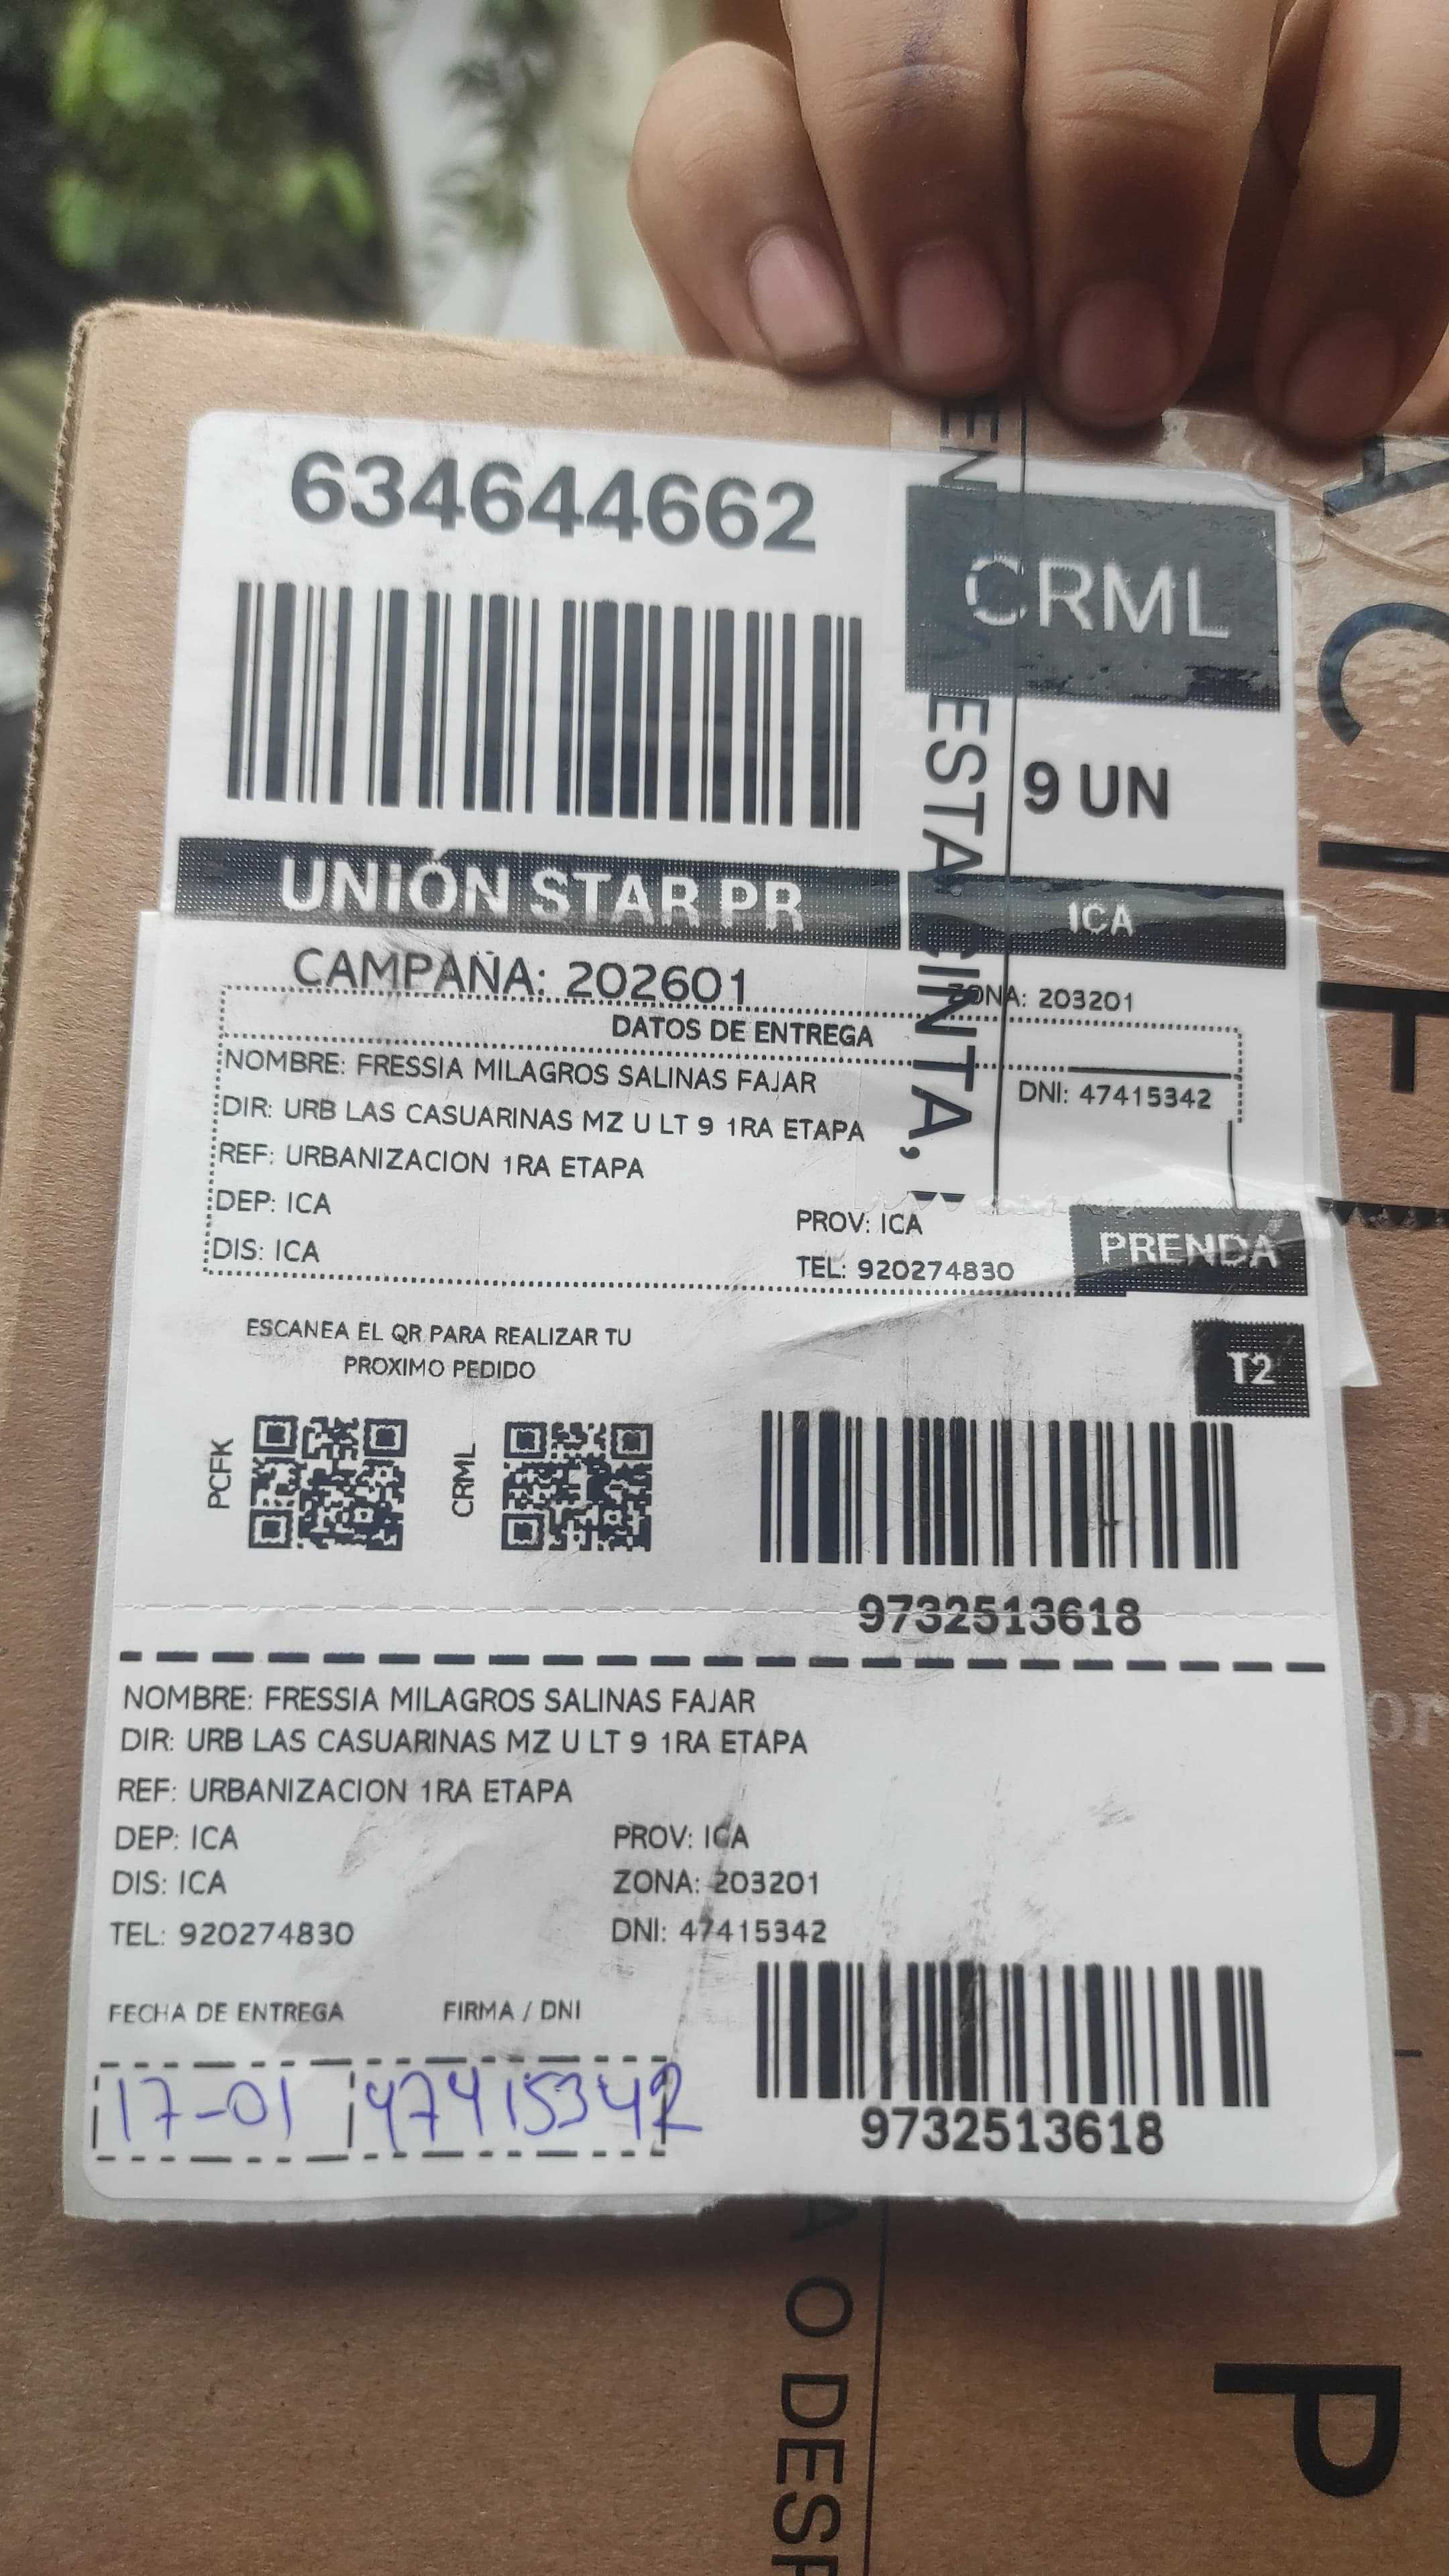 634644662
CRML
9 UN
UNIÓN STAR PR
ICA
CAMPAÑA: 202601
ZONA: 203201
DATOS DE ENTREGA
NOMBRE: FRESSIA MILAGROS SALINAS FAJAR
DNI: 47415342
DIR: URB LAS CASUARINAS MZ U LT 9 1RA ETAPA
REF: URBANIZACION 1RA ETAPA
DEP: ICA
PROV: ICA
DIS: ICA
TEL: 920274830
PRENDA
T2
ESTA CINTA,
ESCANEA EL QR PARA REALIZAR TU
PROXIMO PEDIDO
PCFK
CRML
9732513618
NOMBRE: FRESSIA MILAGROS SALINAS FAJAR
DIR: URB LAS CASUARINAS MZ U LT 9 1RA ETAPA
REF: URBANIZACION 1RA ETAPA
DEP: ICA
PROV: ICA
DIS: ICA
ZONA: 203201
TEL: 920274830
DNI: 47415342
FECHA DE ENTREGA
FIRMA / DNI
17-01
47415342
9732513618